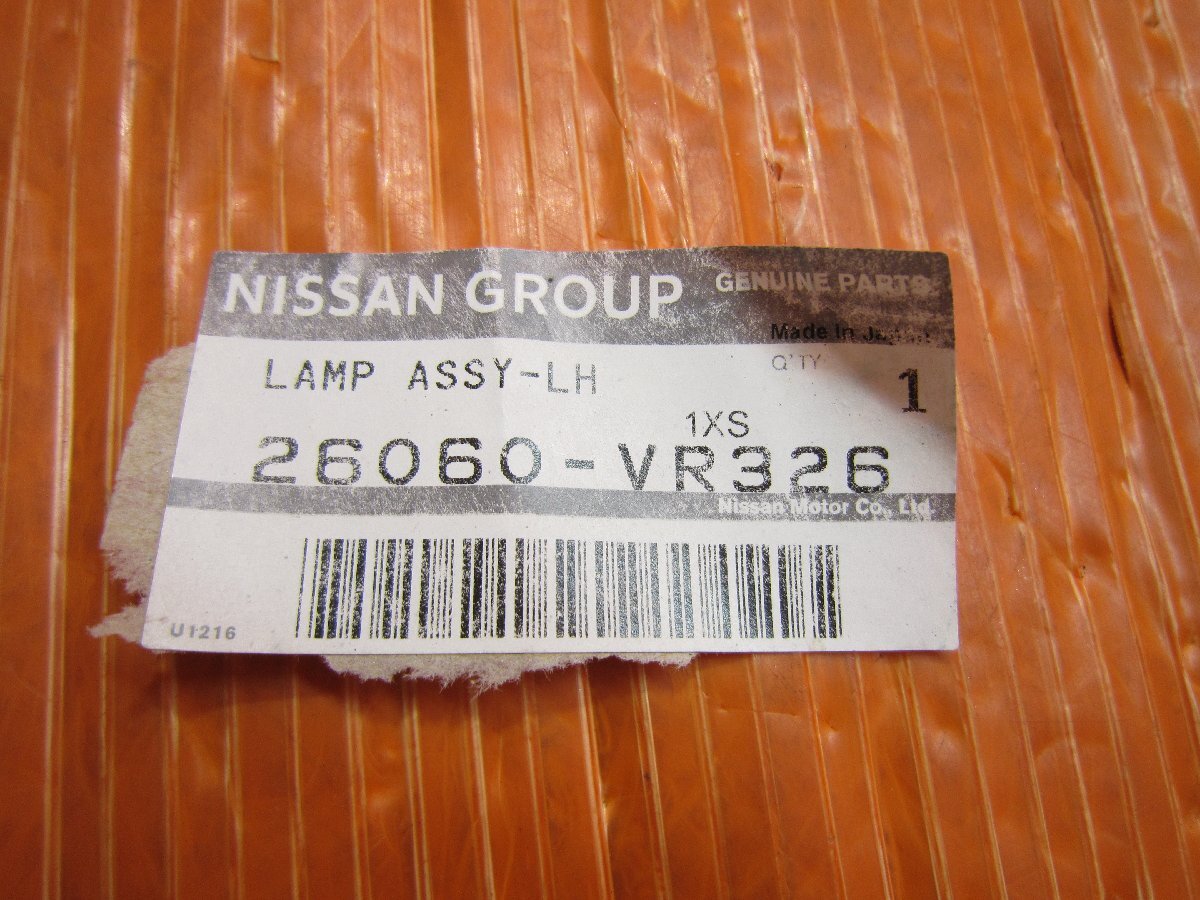 NISSAN GROUP GENUINE PARTS
Made in Japan
LAMP ASSY-LH Q'TY 1
1XS
26060-VR326
Nissan Motor Co., Ltd.
U1216